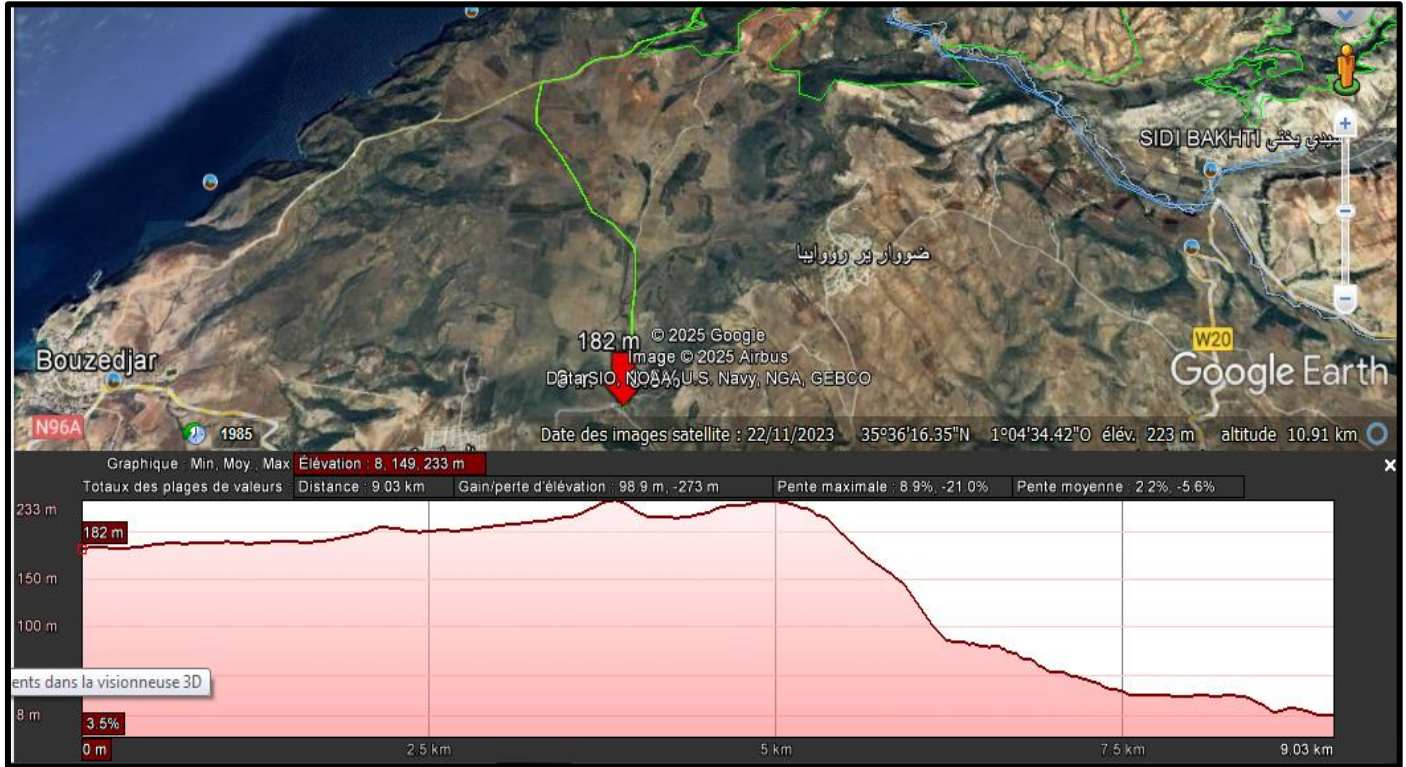 SIDI BAKHTI سيدي بختي
ضووار بر رووايبا
182 m
© 2025 Google
Image © 2025 Airbus
Data SIO, NOAA, U.S. Navy, NGA, GEBCO
W20
Google Earth
Bouzedjar
N96A
1985
Date des images satellite : 22/11/2023 35°36'16.35"N 1°04'34.42"O élév. 223 m altitude 10.91 km
Graphique : Min, Moy., Max Élévation : 8, 149, 233 m
Totaux des plages de valeurs : Distance : 9.03 km Gain/perte d'élévation : 98.9 m, -273 m Pente maximale : 8.9%, -21.0% Pente moyenne : 2.2%, -5.6%
233 m
182 m
150 m
100 m
ents dans la visionneuse 3D
8 m
3.5%
0 m 2.5 km 5 km 7.5 km 9.03 km